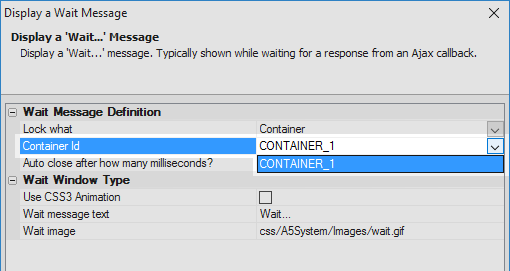 Display a Wait Message
Display a 'Wait...' Message
Display a Wait...' message. Typically shown while waiting for a response from an Ajax callback.
Wait Message Definition
Lock what Container
Container Id CONTAINER_1
CONTAINER_1
Auto close after how many milliseconds?
Wait Window Type
Use CSS3 Animation
Wait message text Wait...
Wait image css/A5System/Images/wait.gif